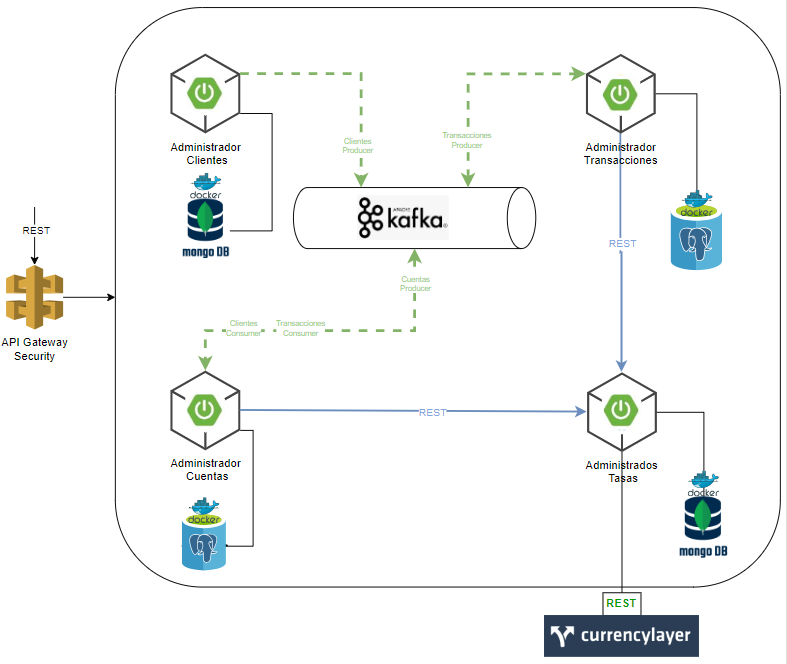 Administrador
Clientes
docker
mongo DB
Clientes
Producer
Transacciones
Producer
APACHE
kafka®
Administrador
Transacciones
docker
REST
REST
API Gateway
Security
Cuentas
Producer
Clientes
Consumer
Transacciones
Consumer
REST
Administrador
Cuentas
docker
Administrados
Tasas
docker
mongo DB
REST
currencylayer